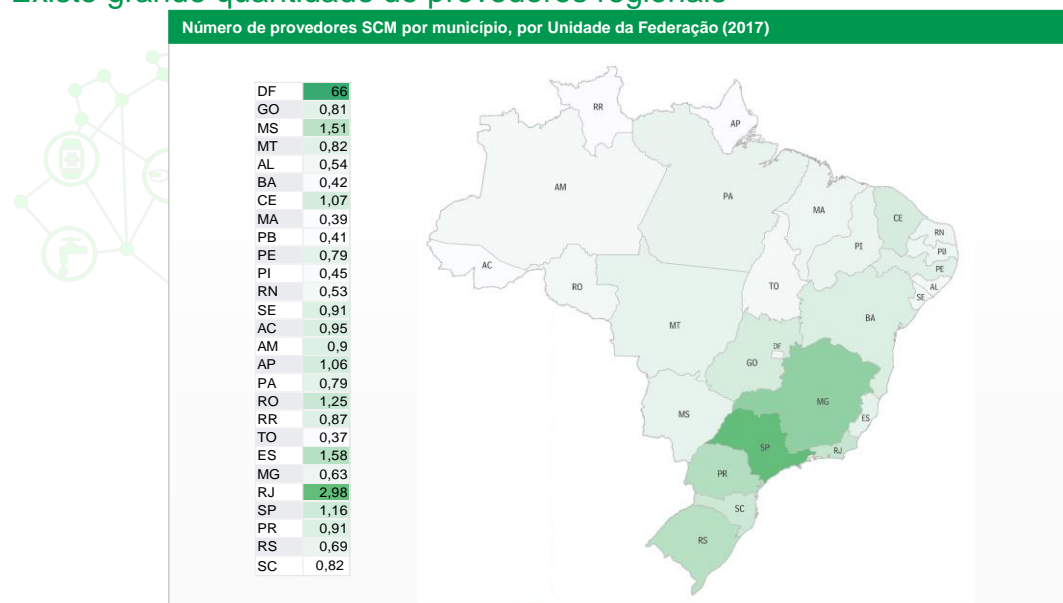 Existe grande quantidade de provedores regionais
Número de provedores SCM por município, por Unidade da Federação (2017)
DF 66
GO 0,81
MS 1,51
MT 0,82
AL 0,54
BA 0,42
CE 1,07
MA 0,39
PB 0,41
PE 0,79
PI 0,45
RN 0,53
SE 0,91
AC 0,95
AM 0,9
AP 1,06
PA 0,79
RO 1,25
RR 0,87
TO 0,37
ES 1,58
MG 0,63
RJ 2,98
SP 1,16
PR 0,91
RS 0,69
SC 0,82
RR
AP
AM
PA
MA
CE
RN
PI
PB
PE
AC
RO
TO
AL
SE
BA
MT
DF
GO
MG
MS
ES
SP
RJ
PR
SC
RS